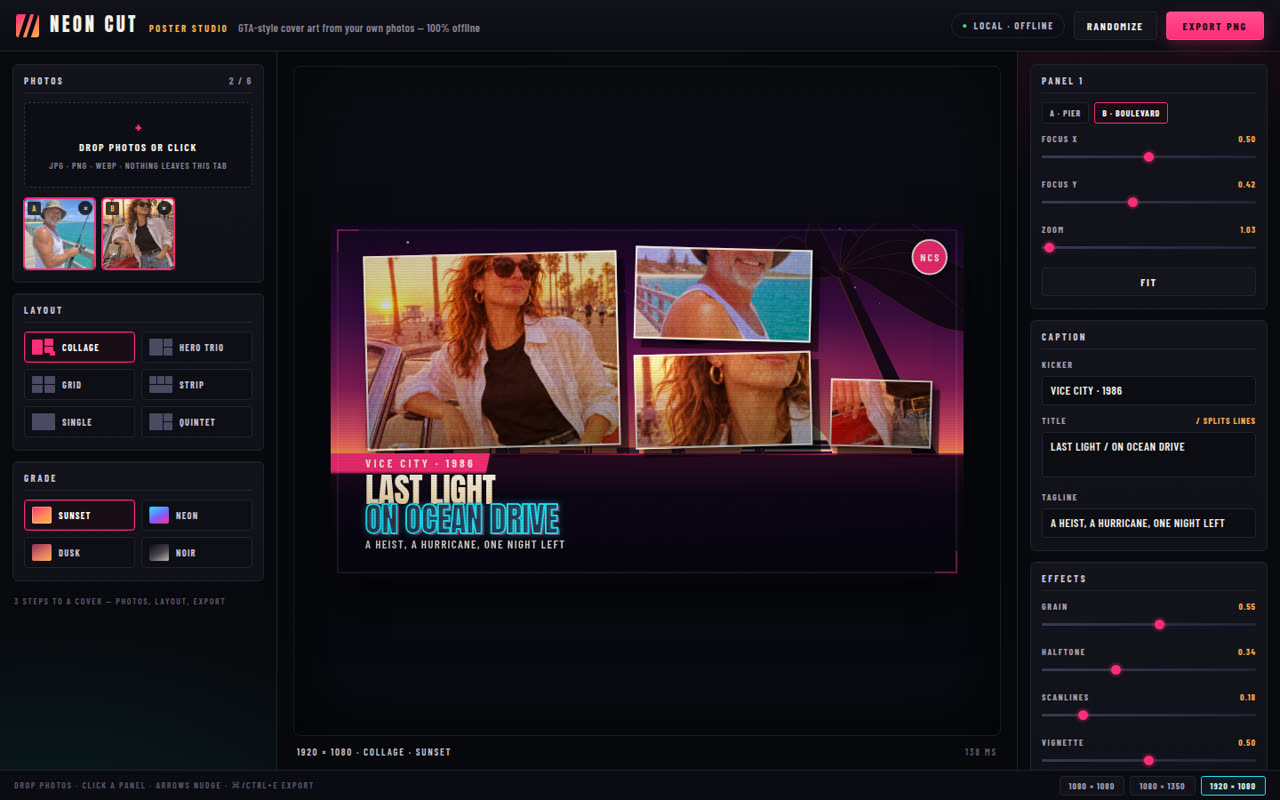 NEON CUT POSTER STUDIO GTA-style cover art from your own photos — 100% offline
LOCAL · OFFLINE
RANDOMIZE
EXPORT PNG
PHOTOS 2 / 6
+
DROP PHOTOS OR CLICK
JPG · PNG · WEBP · NOTHING LEAVES THIS TAB
A × B ×
LAYOUT
COLLAGE HERO TRIO
GRID STRIP
SINGLE QUINTET
GRADE
SUNSET NEON
DUSK NOIR
3 STEPS TO A COVER — PHOTOS, LAYOUT, EXPORT
NCS
VICE CITY · 1986
LAST LIGHT
ON OCEAN DRIVE
A HEIST, A HURRICANE, ONE NIGHT LEFT
1920 × 1080 · COLLAGE · SUNSET 138 MS
PANEL 1
A · PIER B · BOULEVARD
FOCUS X 0.50
FOCUS Y 0.42
ZOOM 1.03
FIT
CAPTION
KICKER
VICE CITY · 1986
TITLE / SPLITS LINES
LAST LIGHT / ON OCEAN DRIVE
TAGLINE
A HEIST, A HURRICANE, ONE NIGHT LEFT
EFFECTS
GRAIN 0.55
HALFTONE 0.34
SCANLINES 0.18
VIGNETTE 0.50
DROP PHOTOS · CLICK A PANEL · ARROWS NUDGE · ⌘/CTRL+E EXPORT
1080 × 1080 1080 × 1350 1920 × 1080